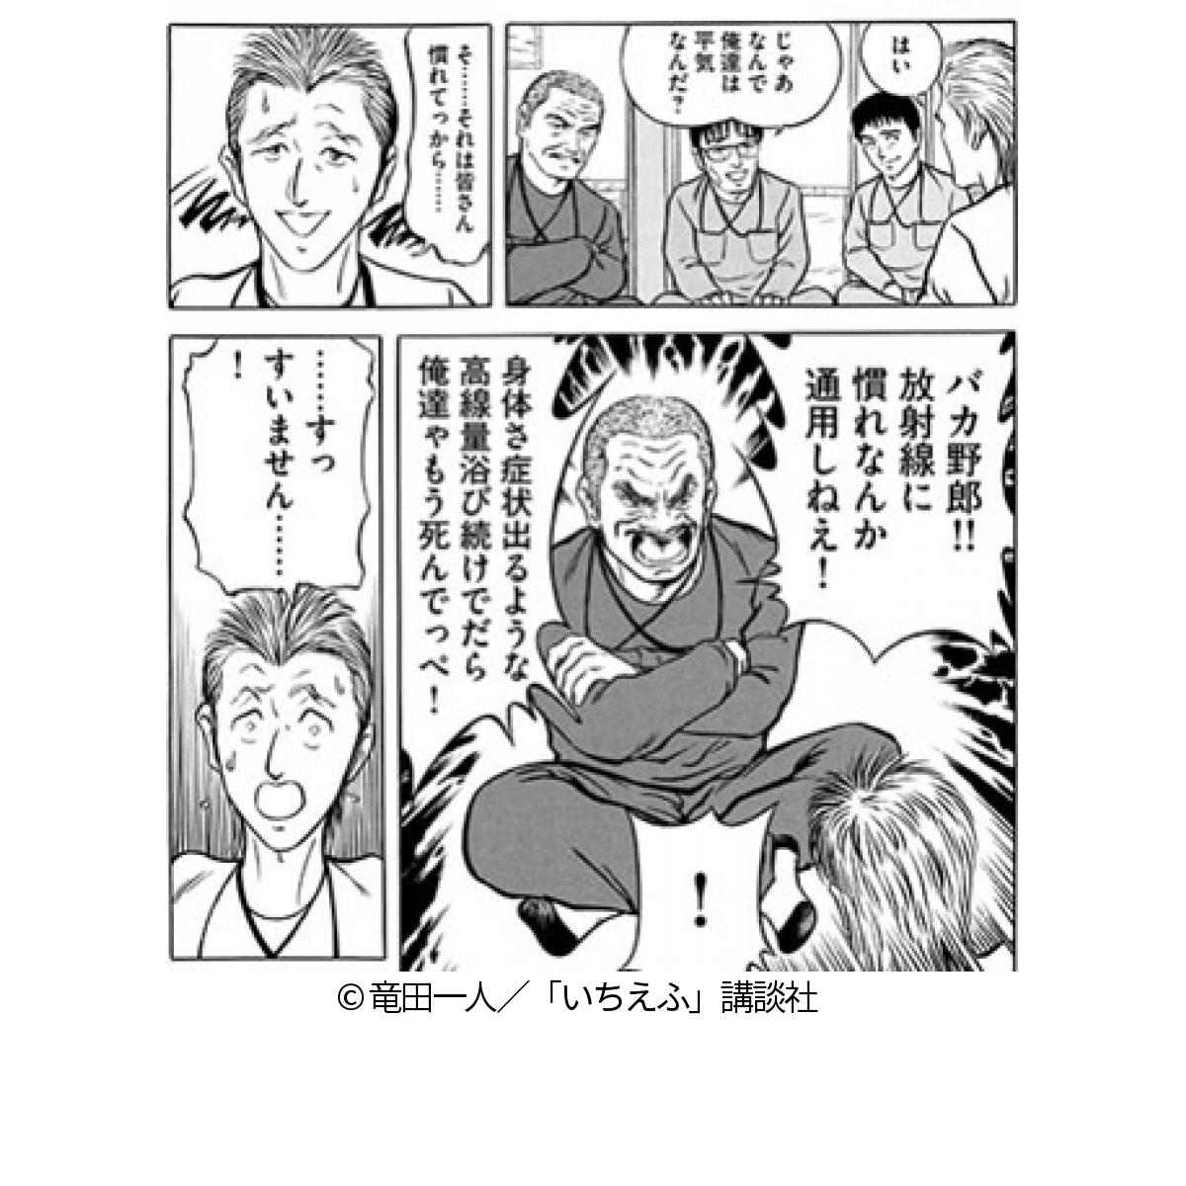 はい
じゃあ
なんで
俺達は
平気
なんだ?
そ……それは皆さん
慣れてっから……
バカ野郎!!
放射線に
慣れなんか
通用しねえ!
身体さ症状出るような
高線量浴び続けでだら
俺達ゃもう死んでっぺ!
!
……すっ
すいません……
!
©竜田一人/「いちえふ」講談社